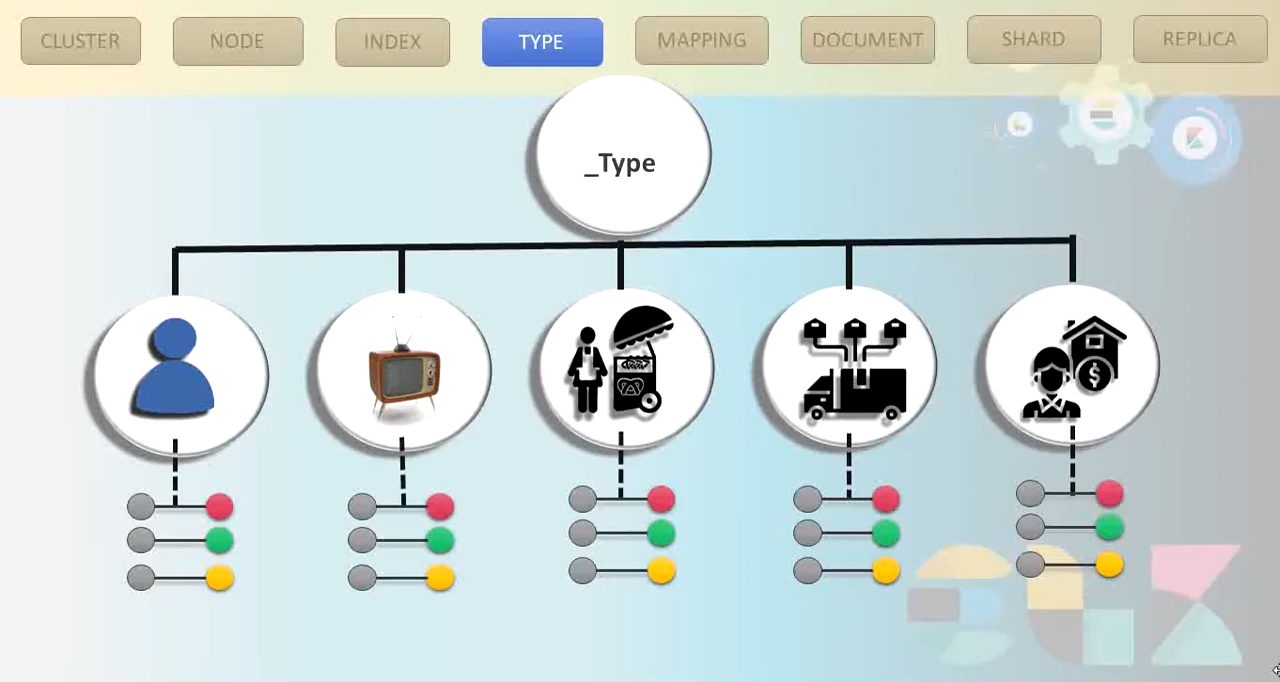 CLUSTER
NODE
INDEX
TYPE
MAPPING
DOCUMENT
SHARD
REPLICA
_Type
$